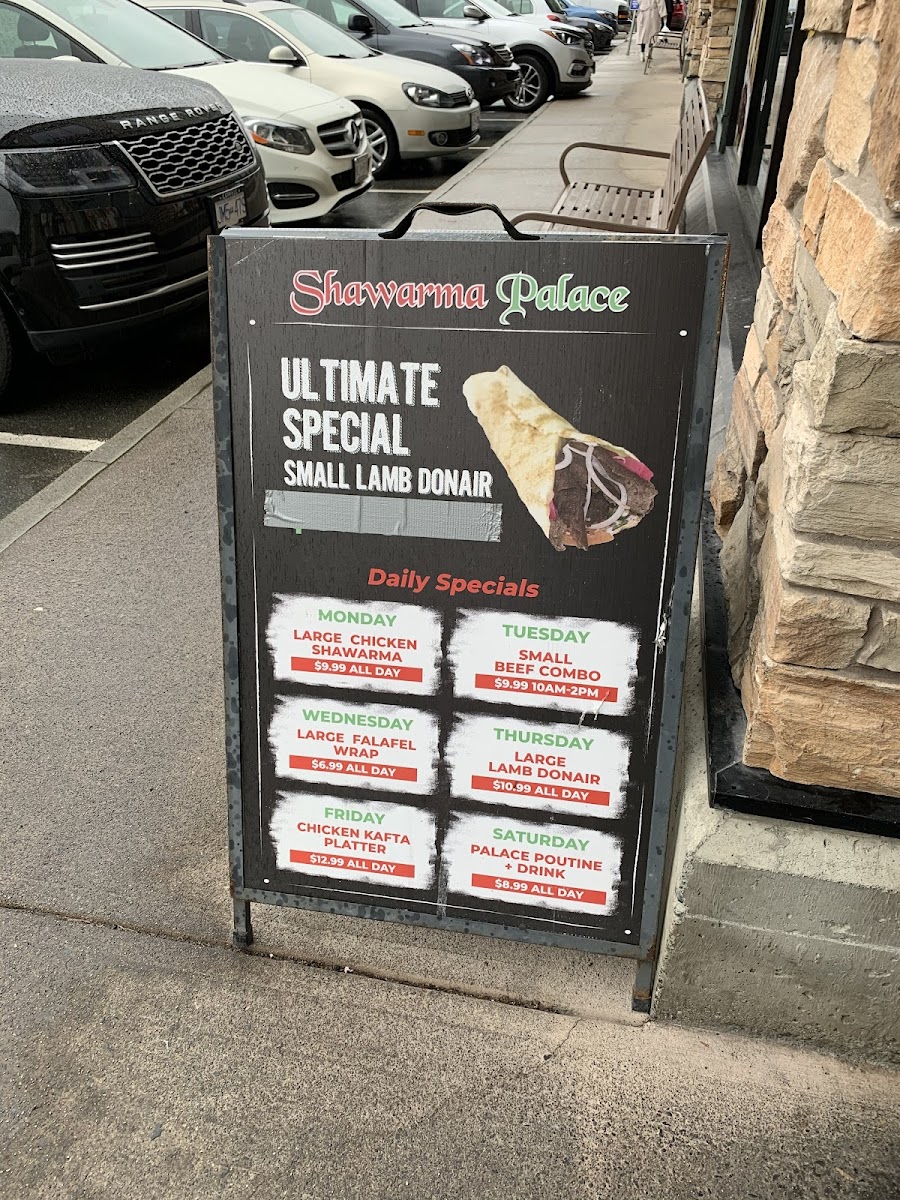 RANGE ROVER
Shawarma Palace
ULTIMATE
SPECIAL
SMALL LAMB DONAIR
Daily Specials
MONDAY
LARGE CHICKEN
SHAWARMA
$9.99 ALL DAY
TUESDAY
SMALL
BEEF COMBO
$9.99 10AM-2PM
WEDNESDAY
LARGE FALAFEL
WRAP
$6.99 ALL DAY
THURSDAY
LARGE
LAMB DONAIR
$10.99 ALL DAY
FRIDAY
CHICKEN KAFTA
PLATTER
$12.99 ALL DAY
SATURDAY
PALACE POUTINE
+ DRINK
$8.99 ALL DAY